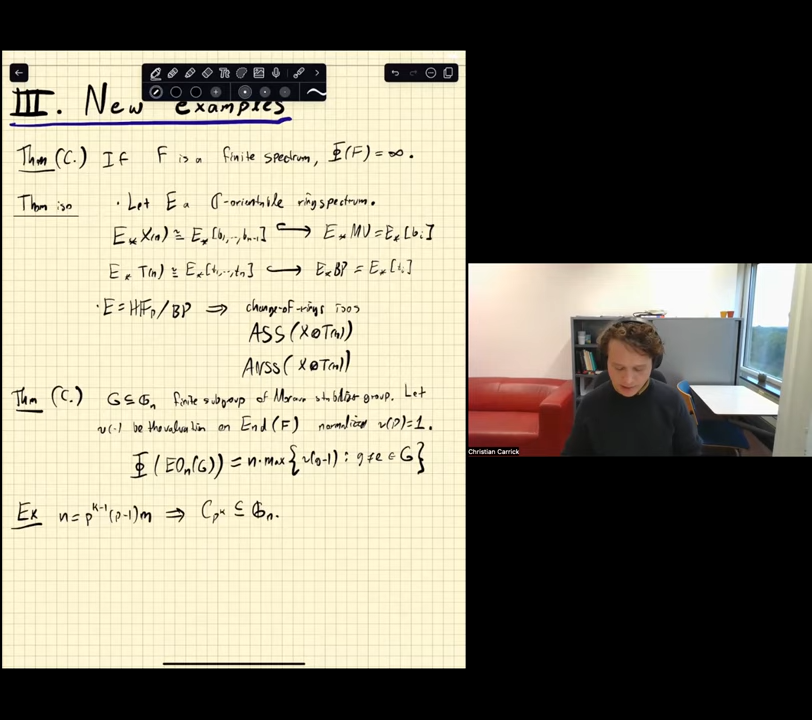 III. New examples
Thm (C.) If F is a finite spectrum, Φ(F) = ∞.
Thom iso · Let E a ℂ-orientable ring spectrum.
E_* X(n) ≅ E_*[b_1,...,b_{n-1}] ↪ E_* MU = E_*[b_i]
E_* T(n) ≅ E_*[t_1,...,t_n] ↪ E_* BP = E_*[t_i]
· E = HF_p / BP ⟹ change-of-rings isos
ASS(X⊗T(n))
ANSS(X⊗T(n))
Thm (C.) G ⊆ 𝔾_n finite subgroup of Morava stabilizer group. Let
v(-) be the valuation on End(F) normalized v(p)=1.
Φ(EO_n(G)) = n·max{v(g-1) : g≠e ∈ G}
Ex n = p^{k-1}(p-1)m ⟹ C_{p^k} ⊆ 𝔾_n.
Christian Carrick